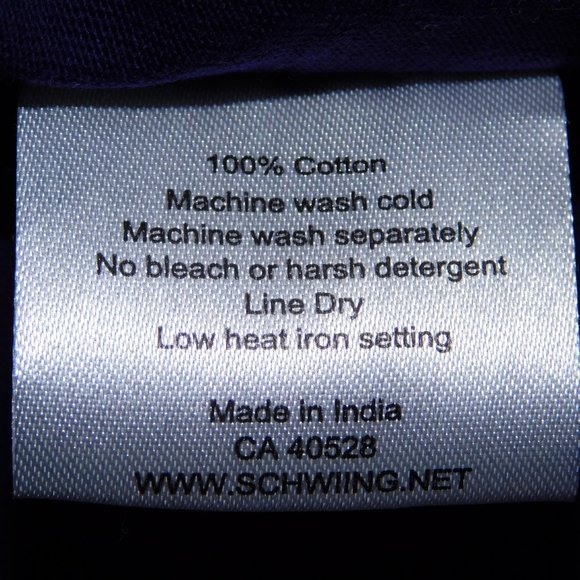 100% Cotton
Machine wash cold
Machine wash separately
No bleach or harsh detergent
Line Dry
Low heat iron setting
Made in India
CA 40528
WWW.SCHWIING.NET